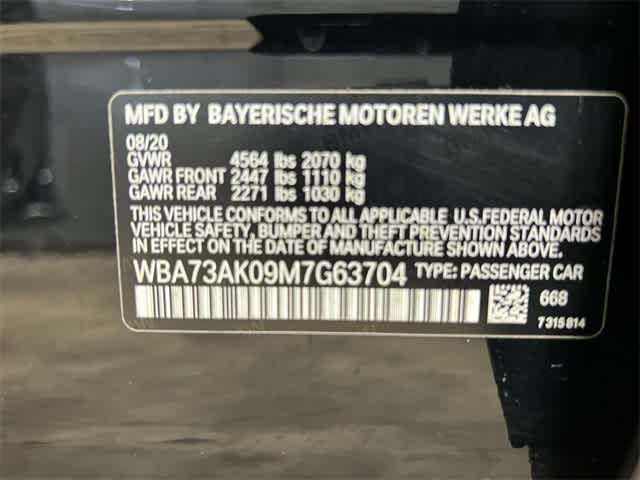 MFD BY BAYERISCHE MOTOREN WERKE AG
08/20
GVWR 4564 lbs 2070 kg
GAWR FRONT 2447 lbs 1110 kg
GAWR REAR 2271 lbs 1030 kg
THIS VEHICLE CONFORMS TO ALL APPLICABLE U.S.FEDERAL MOTOR
VEHICLE SAFETY, BUMPER AND THEFT PREVENTION STANDARDS
IN EFFECT ON THE DATE OF MANUFACTURE SHOWN ABOVE.
WBA73AK09M7G63704 TYPE: PASSENGER CAR
668
7315814